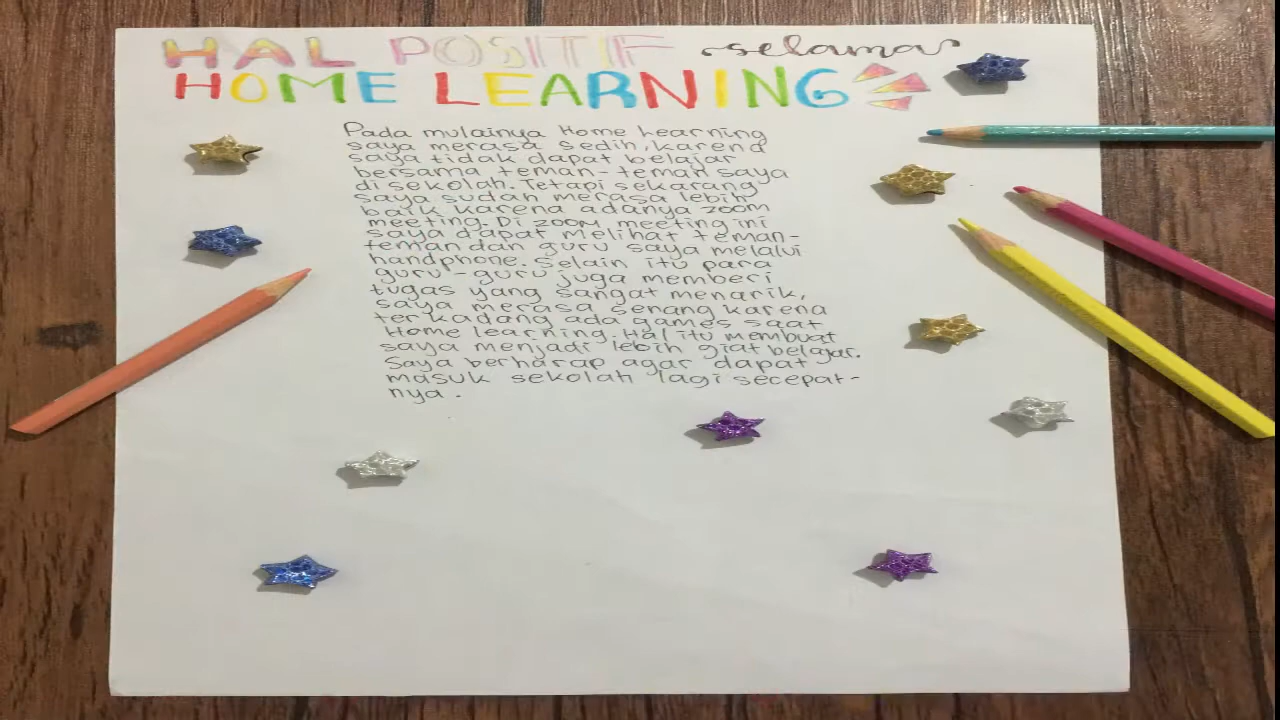 HAL POSITIF selama
HOME LEARNING
Pada mulainya Home Learning
saya merasa sedih, karena
saya tidak dapat belajar
bersama teman-teman saya
di sekolah. Tetapi sekarang
saya sudah merasa lebih
baik karena adanya zoom
meeting. Di zoom meeting ini
saya dapat melihat teman-
teman dan guru saya melalui
handphone. Selain itu para
guru-guru juga memberi
tugas yang sangat menarik,
saya merasa senang karena
terkadang ada games saat
Home learning. Hal itu membuat
saya menjadi lebih giat belajar.
Saya berharap agar dapat
masuk sekolah lagi secepat-
nya.